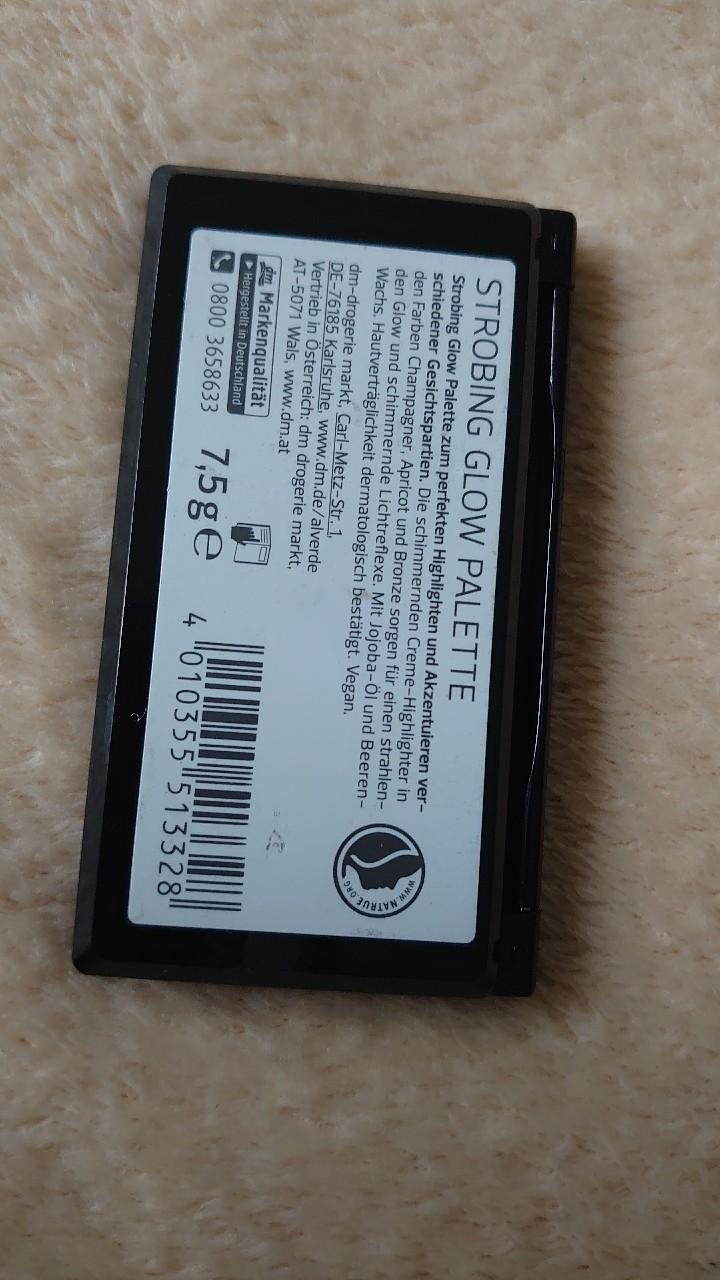 STROBING GLOW PALETTE
Strobing Glow Palette zum perfekten Highlighten und Akzentuieren ver-
schiedener Gesichtspartien. Die schimmernden Creme-Highlighter in
den Farben Champagner, Apricot und Bronze sorgen für einen strahlen-
den Glow und schimmernde Lichtreflexe. Mit Jojoba-Öl und Beeren-
Wachs. Hautverträglichkeit dermatologisch bestätigt. Vegan.
dm-drogerie markt, Carl-Metz-Str. 1,
DE-76185 Karlsruhe, www.dm.de/alverde
Vertrieb in Österreich: dm drogerie markt,
AT-5071 Wals, www.dm.at
dm Markenqualität
Hergestellt in Deutschland
0800 3658633
7,5 g e
4 010355 513328
WWW.NATRUE.ORG